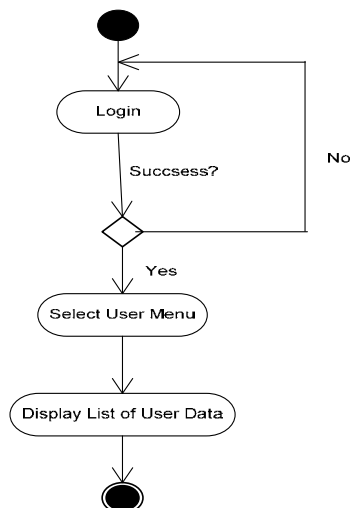 Login
Succsess?
No
Yes
Select User Menu
Display List of User Data